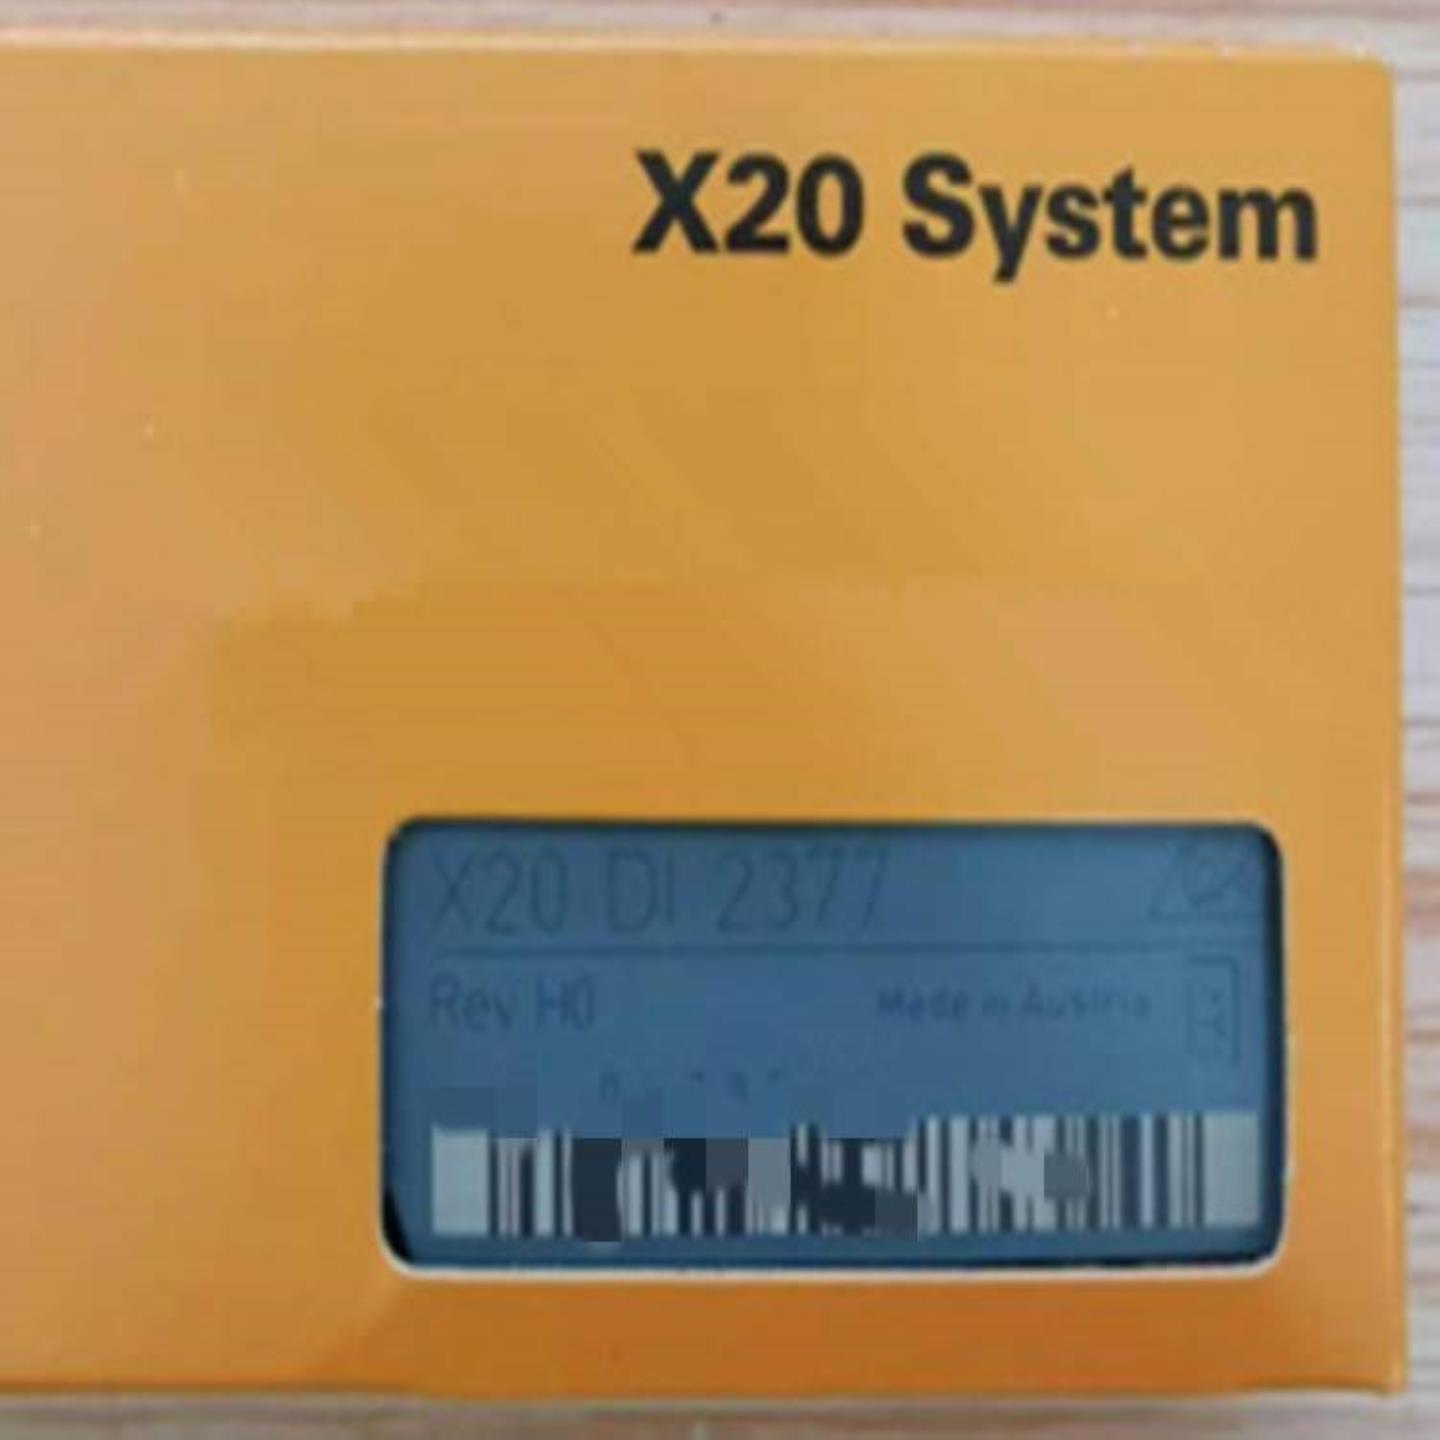 X20 System
X20 DI 2377
Rev H0
Made in Austria